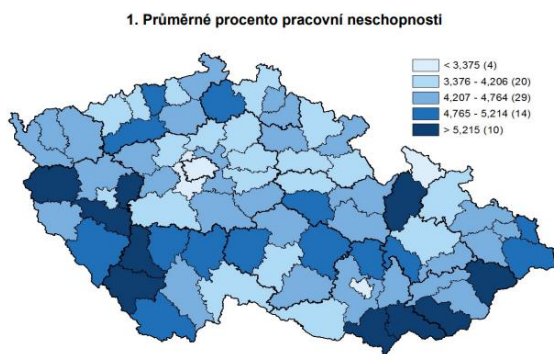 1. Průměrné procento pracovní neschopnosti
< 3,375 (4)
3,376 - 4,206 (20)
4,207 - 4,764 (29)
4,765 - 5,214 (14)
> 5,215 (10)